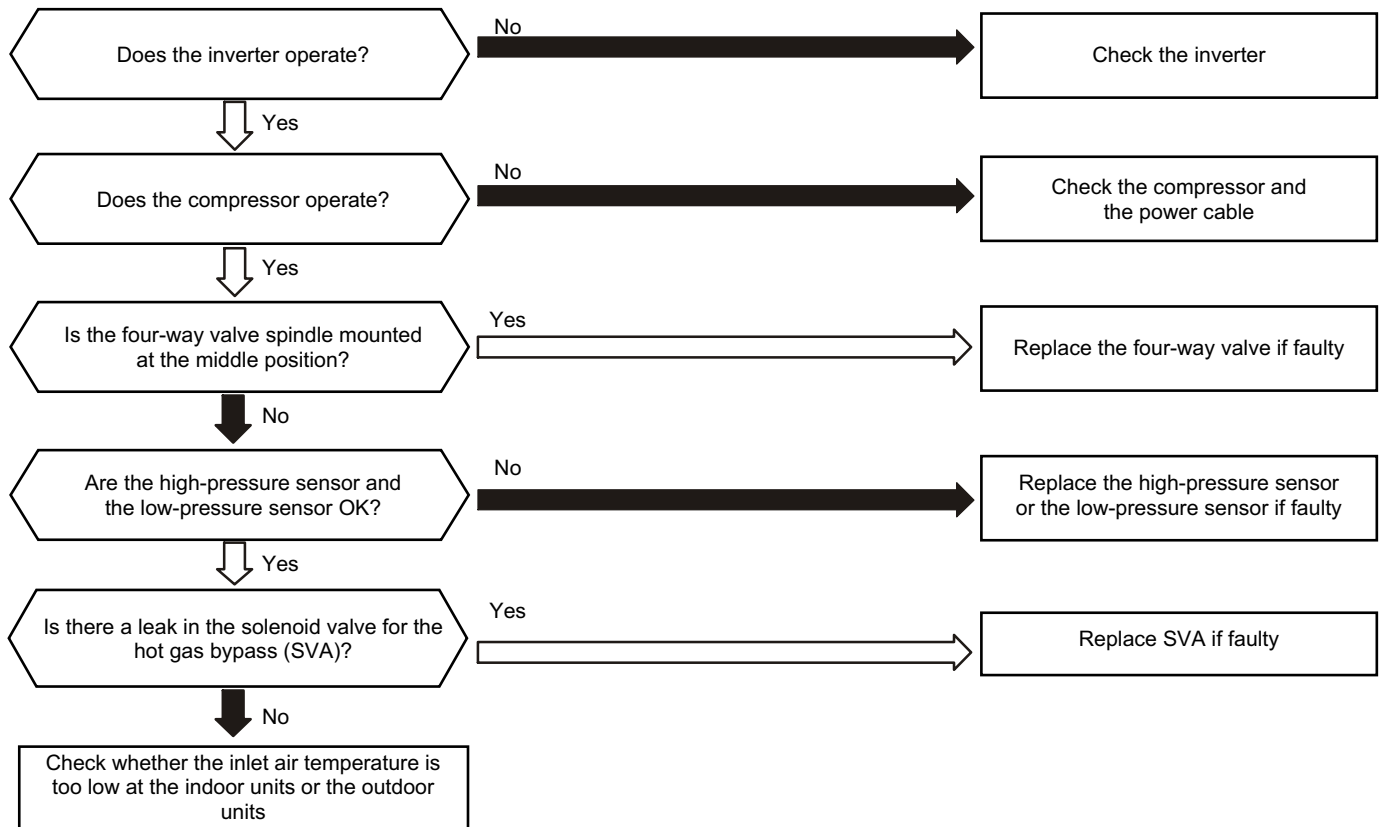 Does the inverter operate?
No
Check the inverter
Yes
Does the compressor operate?
No
Check the compressor and
the power cable
Yes
Is the four-way valve spindle mounted
at the middle position?
Yes
Replace the four-way valve if faulty
No
Are the high-pressure sensor and
the low-pressure sensor OK?
No
Replace the high-pressure sensor
or the low-pressure sensor if faulty
Yes
Is there a leak in the solenoid valve for the
hot gas bypass (SVA)?
Yes
Replace SVA if faulty
No
Check whether the inlet air temperature is
too low at the indoor units or the outdoor
units